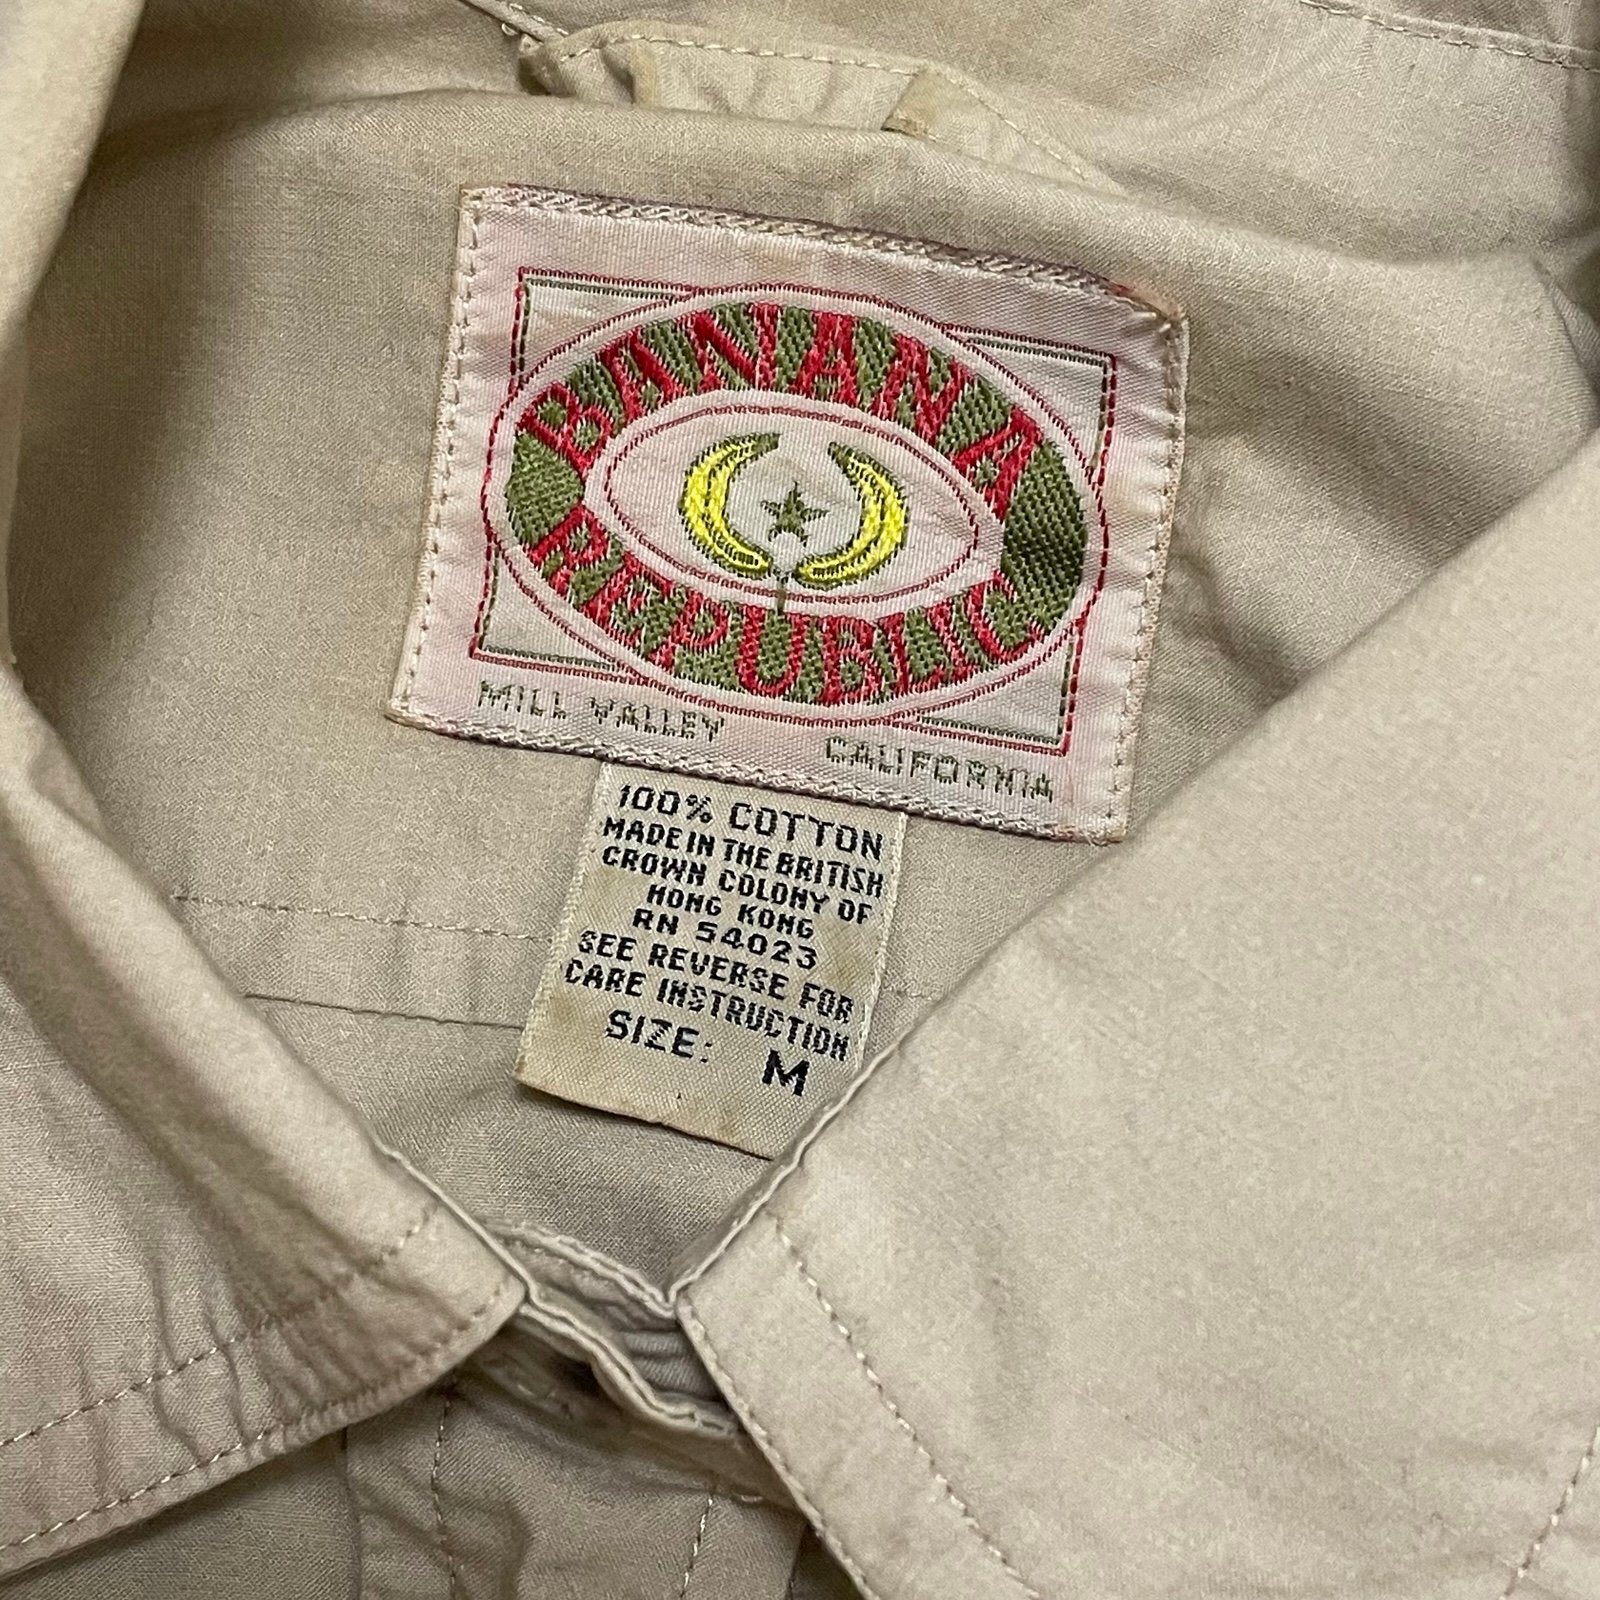 BANANA
REPUBLIC
MILL VALLEY CALIFORNIA
100% COTTON
MADE IN THE BRITISH
CROWN COLONY OF
HONG KONG
RN 54023
SEE REVERSE FOR
CARE INSTRUCTION
SIZE: M